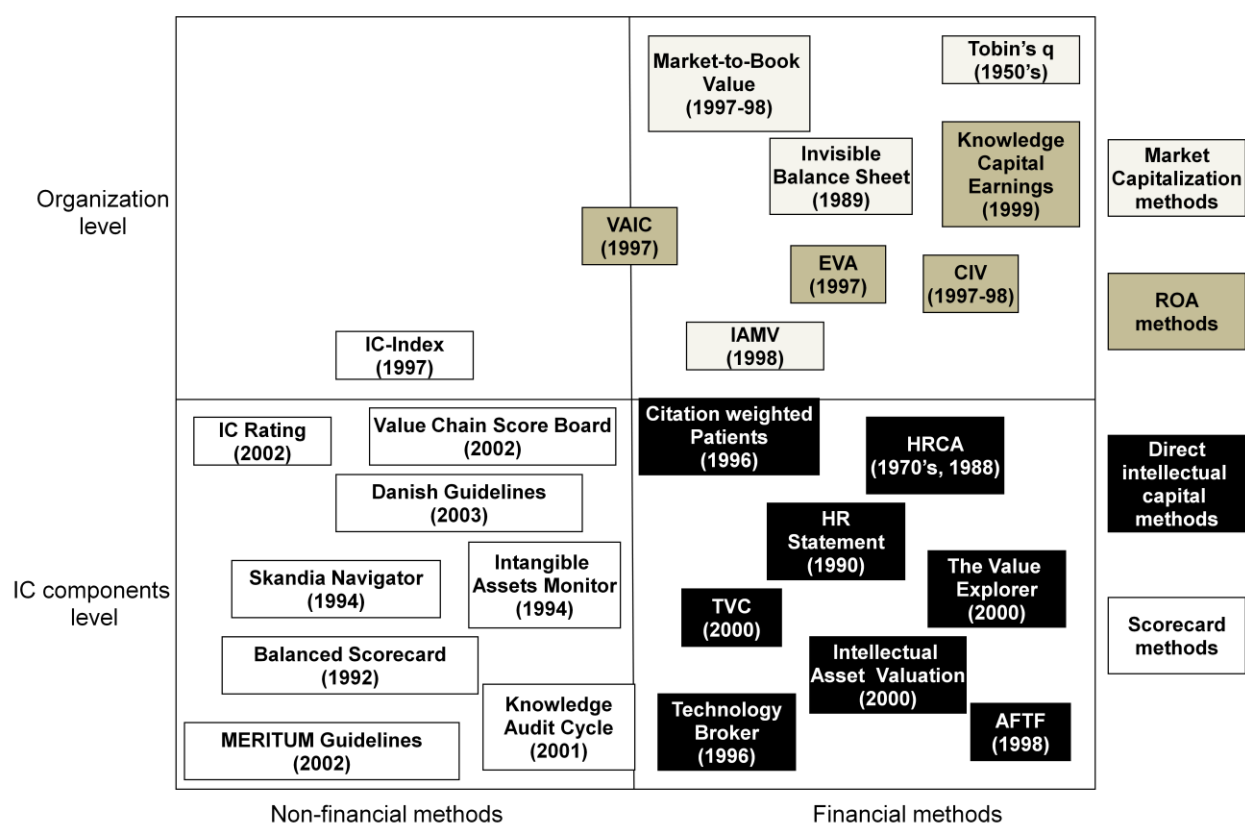 Market-to-Book
Value
(1997-98)
Tobin's q
(1950's)
Invisible
Balance Sheet
(1989)
Knowledge
Capital
Earnings
(1999)
Market
Capitalization
methods
Organization
level
VAIC
(1997)
EVA
(1997)
CIV
(1997-98)
ROA
methods
IC-Index
(1997)
IAMV
(1998)
IC Rating
(2002)
Value Chain Score Board
(2002)
Citation weighted
Patients
(1996)
HRCA
(1970's, 1988)
Direct
intellectual
capital
methods
Danish Guidelines
(2003)
HR
Statement
(1990)
IC components
level
Skandia Navigator
(1994)
Intangible
Assets Monitor
(1994)
TVC
(2000)
The Value
Explorer
(2000)
Scorecard
methods
Balanced Scorecard
(1992)
Intellectual
Asset Valuation
(2000)
MERITUM Guidelines
(2002)
Knowledge
Audit Cycle
(2001)
Technology
Broker
(1996)
AFTF
(1998)
Non-financial methods
Financial methods